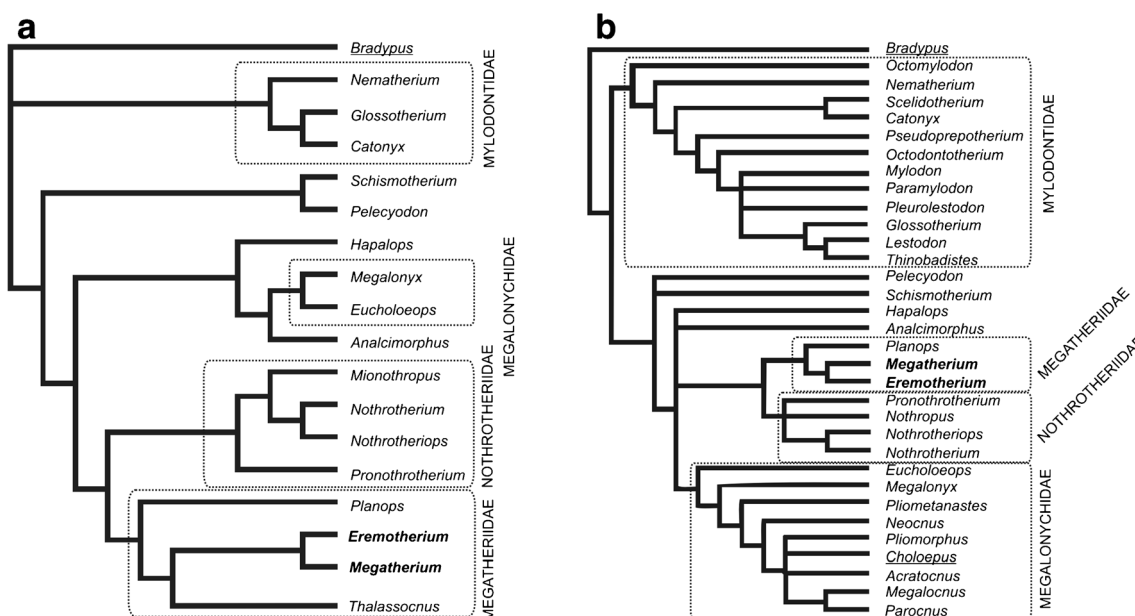 a
Bradypus
Nematherium
Glossotherium
Catonyx
MYLODONTIDAE
Schismotherium
Pelecyodon
Hapalops
Megalonyx
Eucholoeops
Analcimorphus
MEGALONYCHIDAE
Mionothropus
Nothrotherium
Nothrotheriops
Pronothrotherium
NOTHROTHERIIDAE
Planops
Eremotherium
Megatherium
Thalassocnus
MEGATHERIIDAE
b
Bradypus
Octomylodon
Nematherium
Scelidotherium
Catonyx
Pseudoprepotherium
Octodontotherium
Mylodon
Paramylodon
Pleurolestodon
Glossotherium
Lestodon
Thinobadistes
MYLODONTIDAE
Pelecyodon
Schismotherium
Hapalops
Analcimorphus
Planops
Megatherium
Eremotherium
MEGATHERIIDAE
Pronothrotherium
Nothropus
Nothrotheriops
Nothrotherium
NOTHROTHERIIDAE
Eucholoeops
Megalonyx
Pliometanastes
Neocnus
Pliomorphus
Choloepus
Acratocnus
Megalocnus
Parocnus
MEGALONYCHIDAE